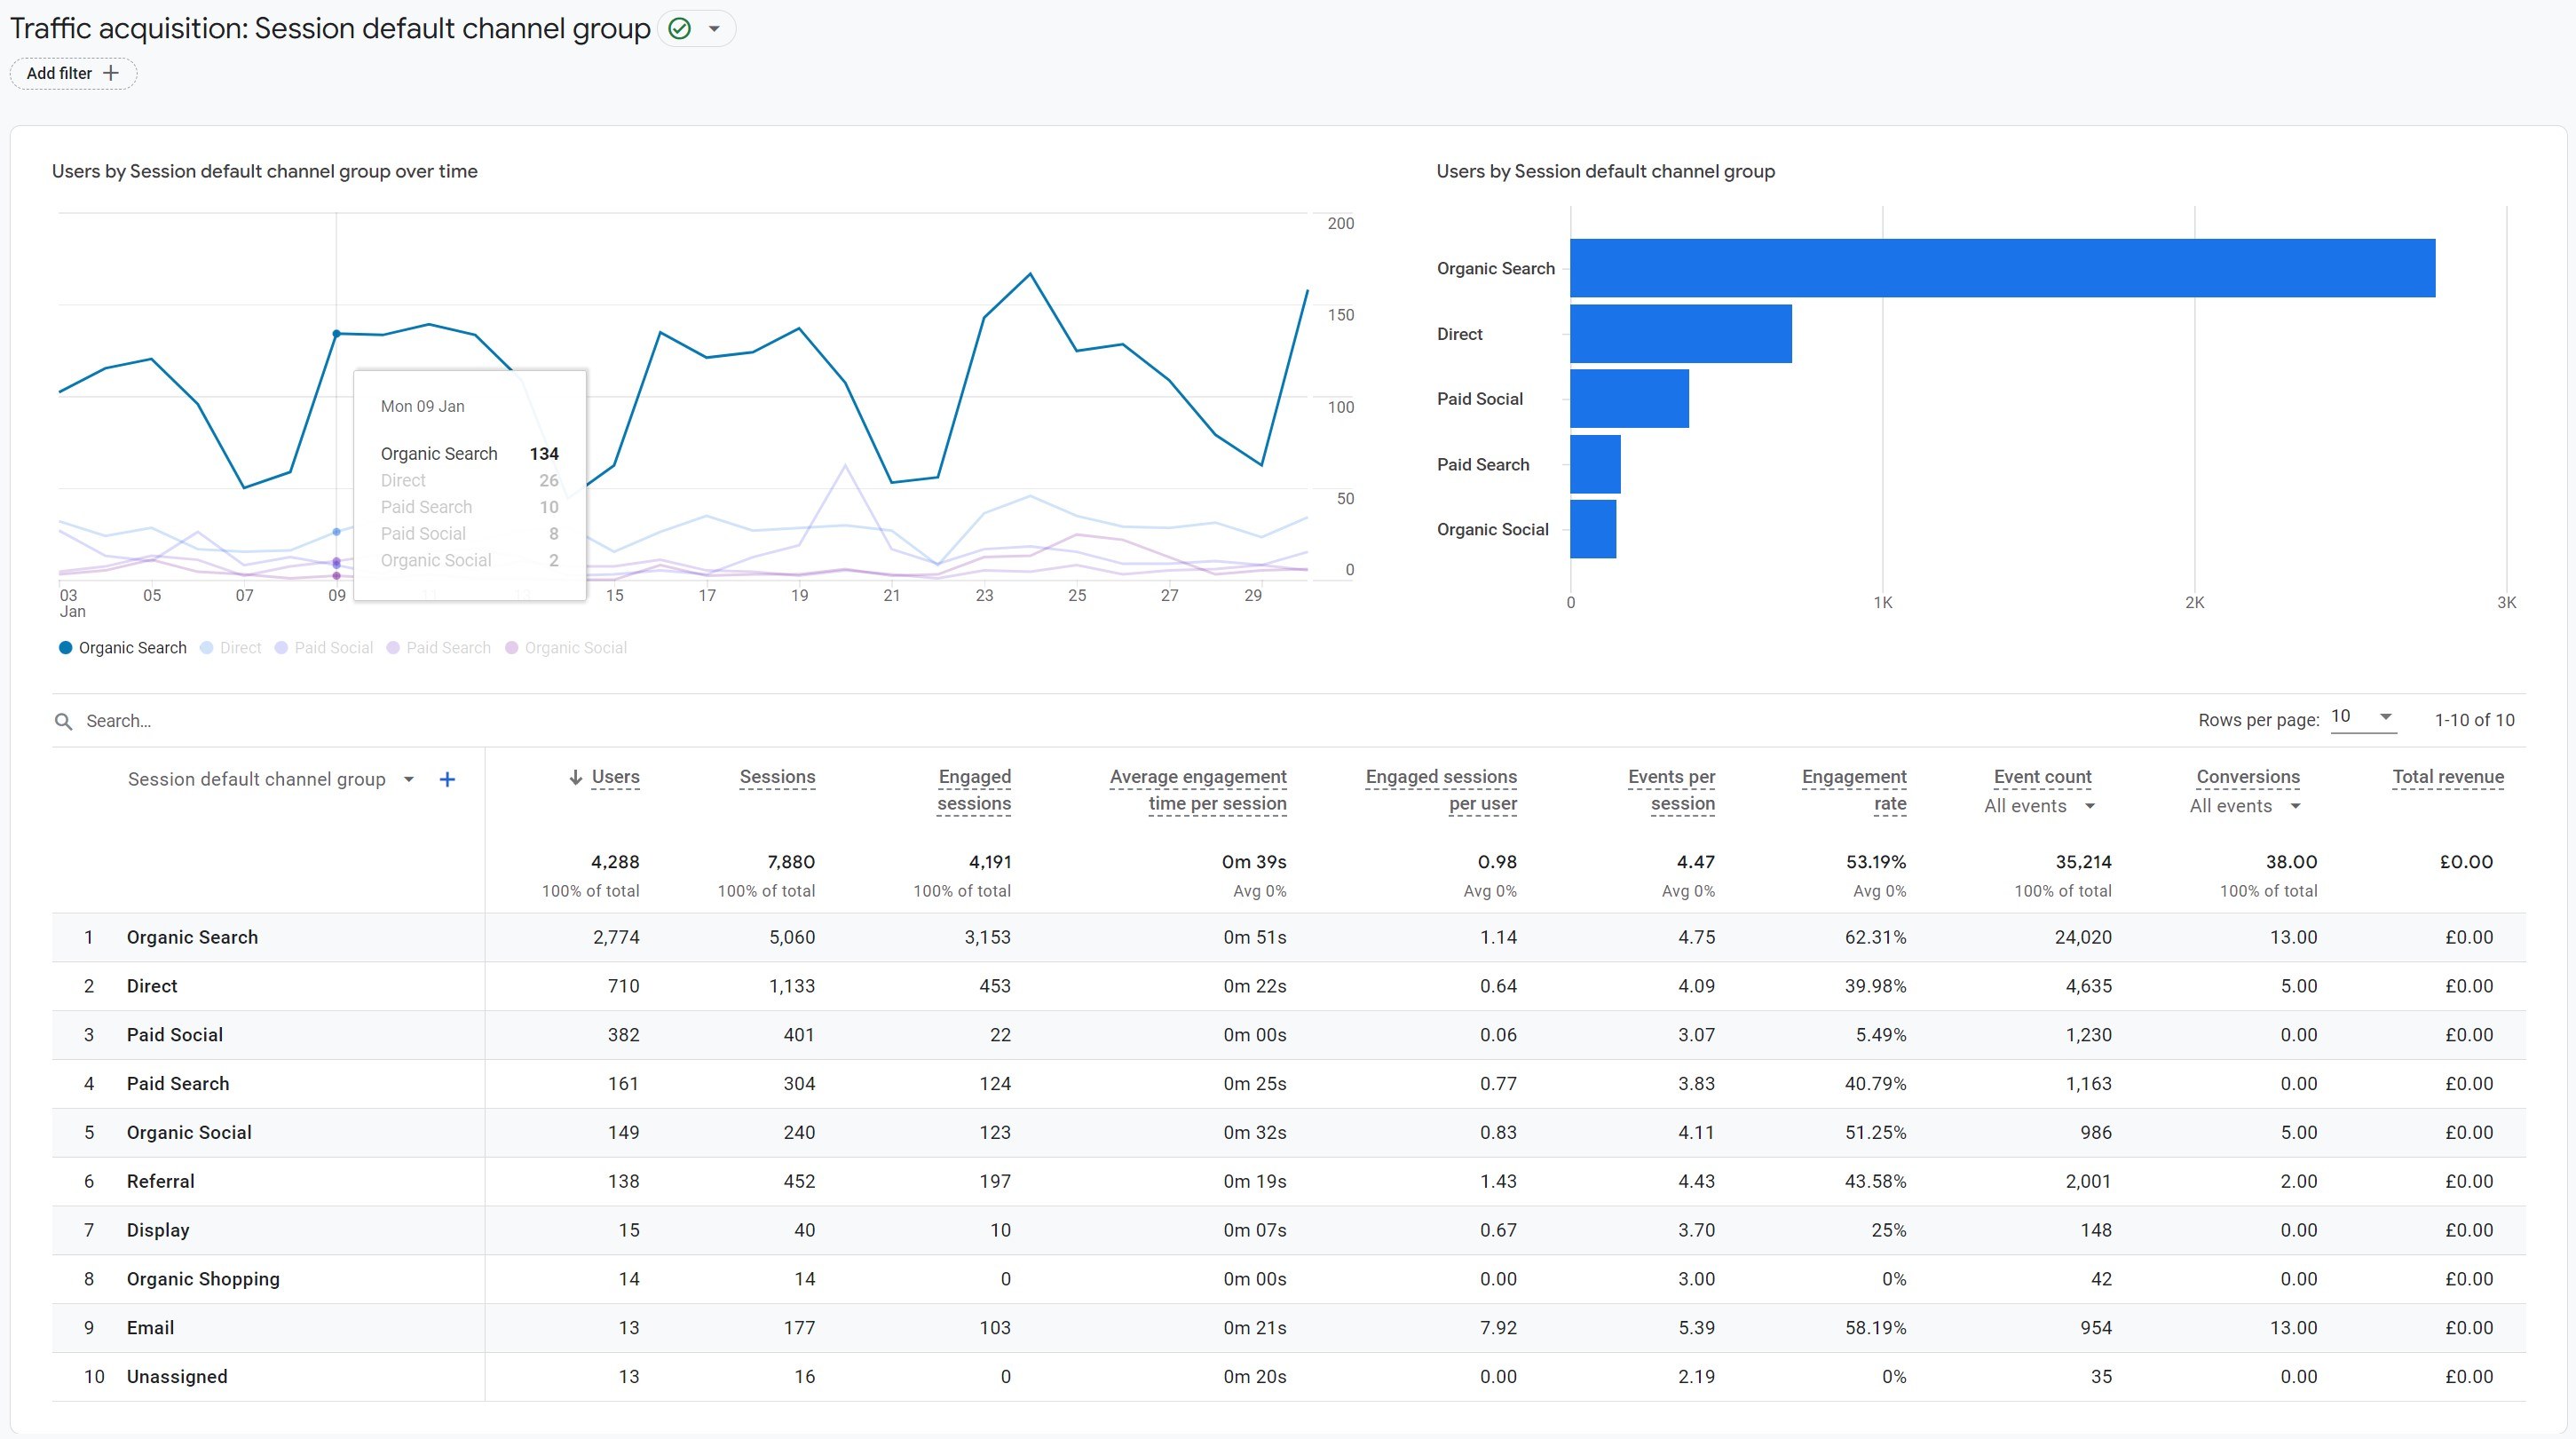 Traffic acquisition: Session default channel group
Add filter
Users by Session default channel group over time
200
150
100
50
0
03
Jan
05
07
09
11
13
15
17
19
21
23
25
27
29
Mon 09 Jan
Organic Search 134
Direct 26
Paid Search 10
Paid Social 8
Organic Social 2
Organic Search Direct Paid Social Paid Search Organic Social
Users by Session default channel group
Organic Search
Direct
Paid Social
Paid Search
Organic Social
0 1K 2K 3K
Search... Rows per page: 10 1-10 of 10
Session default channel group Users Sessions Engaged sessions Average engagement time per session Engaged sessions per user Events per session Engagement rate Event count All events Conversions All events Total revenue
4,288 7,880 4,191 0m 39s 0.98 4.47 53.19% 35,214 38.00 £0.00
100% of total 100% of total 100% of total Avg 0% Avg 0% Avg 0% Avg 0% 100% of total 100% of total
1 Organic Search 2,774 5,060 3,153 0m 51s 1.14 4.75 62.31% 24,020 13.00 £0.00
2 Direct 710 1,133 453 0m 22s 0.64 4.09 39.98% 4,635 5.00 £0.00
3 Paid Social 382 401 22 0m 00s 0.06 3.07 5.49% 1,230 0.00 £0.00
4 Paid Search 161 304 124 0m 25s 0.77 3.83 40.79% 1,163 0.00 £0.00
5 Organic Social 149 240 123 0m 32s 0.83 4.11 51.25% 986 5.00 £0.00
6 Referral 138 452 197 0m 19s 1.43 4.43 43.58% 2,001 2.00 £0.00
7 Display 15 40 10 0m 07s 0.67 3.70 25% 148 0.00 £0.00
8 Organic Shopping 14 14 0 0m 00s 0.00 3.00 0% 42 0.00 £0.00
9 Email 13 177 103 0m 21s 7.92 5.39 58.19% 954 13.00 £0.00
10 Unassigned 13 16 0 0m 20s 0.00 2.19 0% 35 0.00 £0.00